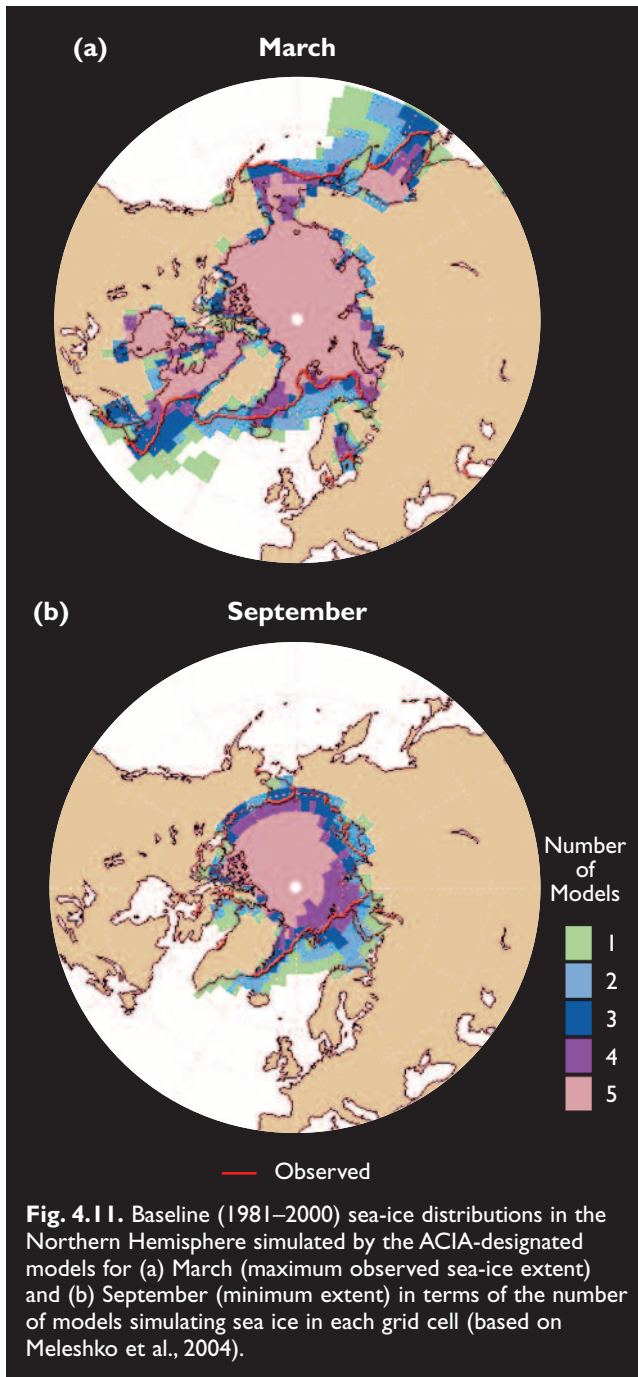 (a) March
(b) September
Number
of
Models
1
2
3
4
5
Observed
Fig. 4.11. Baseline (1981–2000) sea-ice distributions in the
Northern Hemisphere simulated by the ACIA-designated
models for (a) March (maximum observed sea-ice extent)
and (b) September (minimum extent) in terms of the number
of models simulating sea ice in each grid cell (based on
Meleshko et al., 2004).